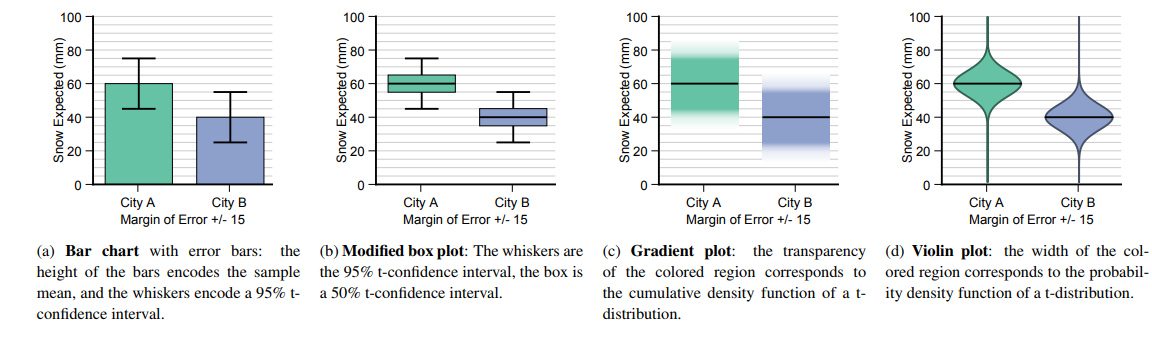 100
80
60
40
20
0
Snow Expected (mm)
City A
City B
Margin of Error +/- 15
100
80
60
40
20
0
Snow Expected (mm)
City A
City B
Margin of Error +/- 15
100
80
60
40
20
0
Snow Expected (mm)
City A
City B
Margin of Error +/- 15
100
80
60
40
20
0
Snow Expected (mm)
City A
City B
Margin of Error +/- 15
(a) Bar chart with error bars: the
height of the bars encodes the sample
mean, and the whiskers encode a 95% t-
confidence interval.
(b) Modified box plot: The whiskers are
the 95% t-confidence interval, the box is
a 50% t-confidence interval.
(c) Gradient plot: the transparency
of the colored region corresponds to
the cumulative density function of a t-
distribution.
(d) Violin plot: the width of the col-
ored region corresponds to the probabil-
ity density function of a t-distribution.